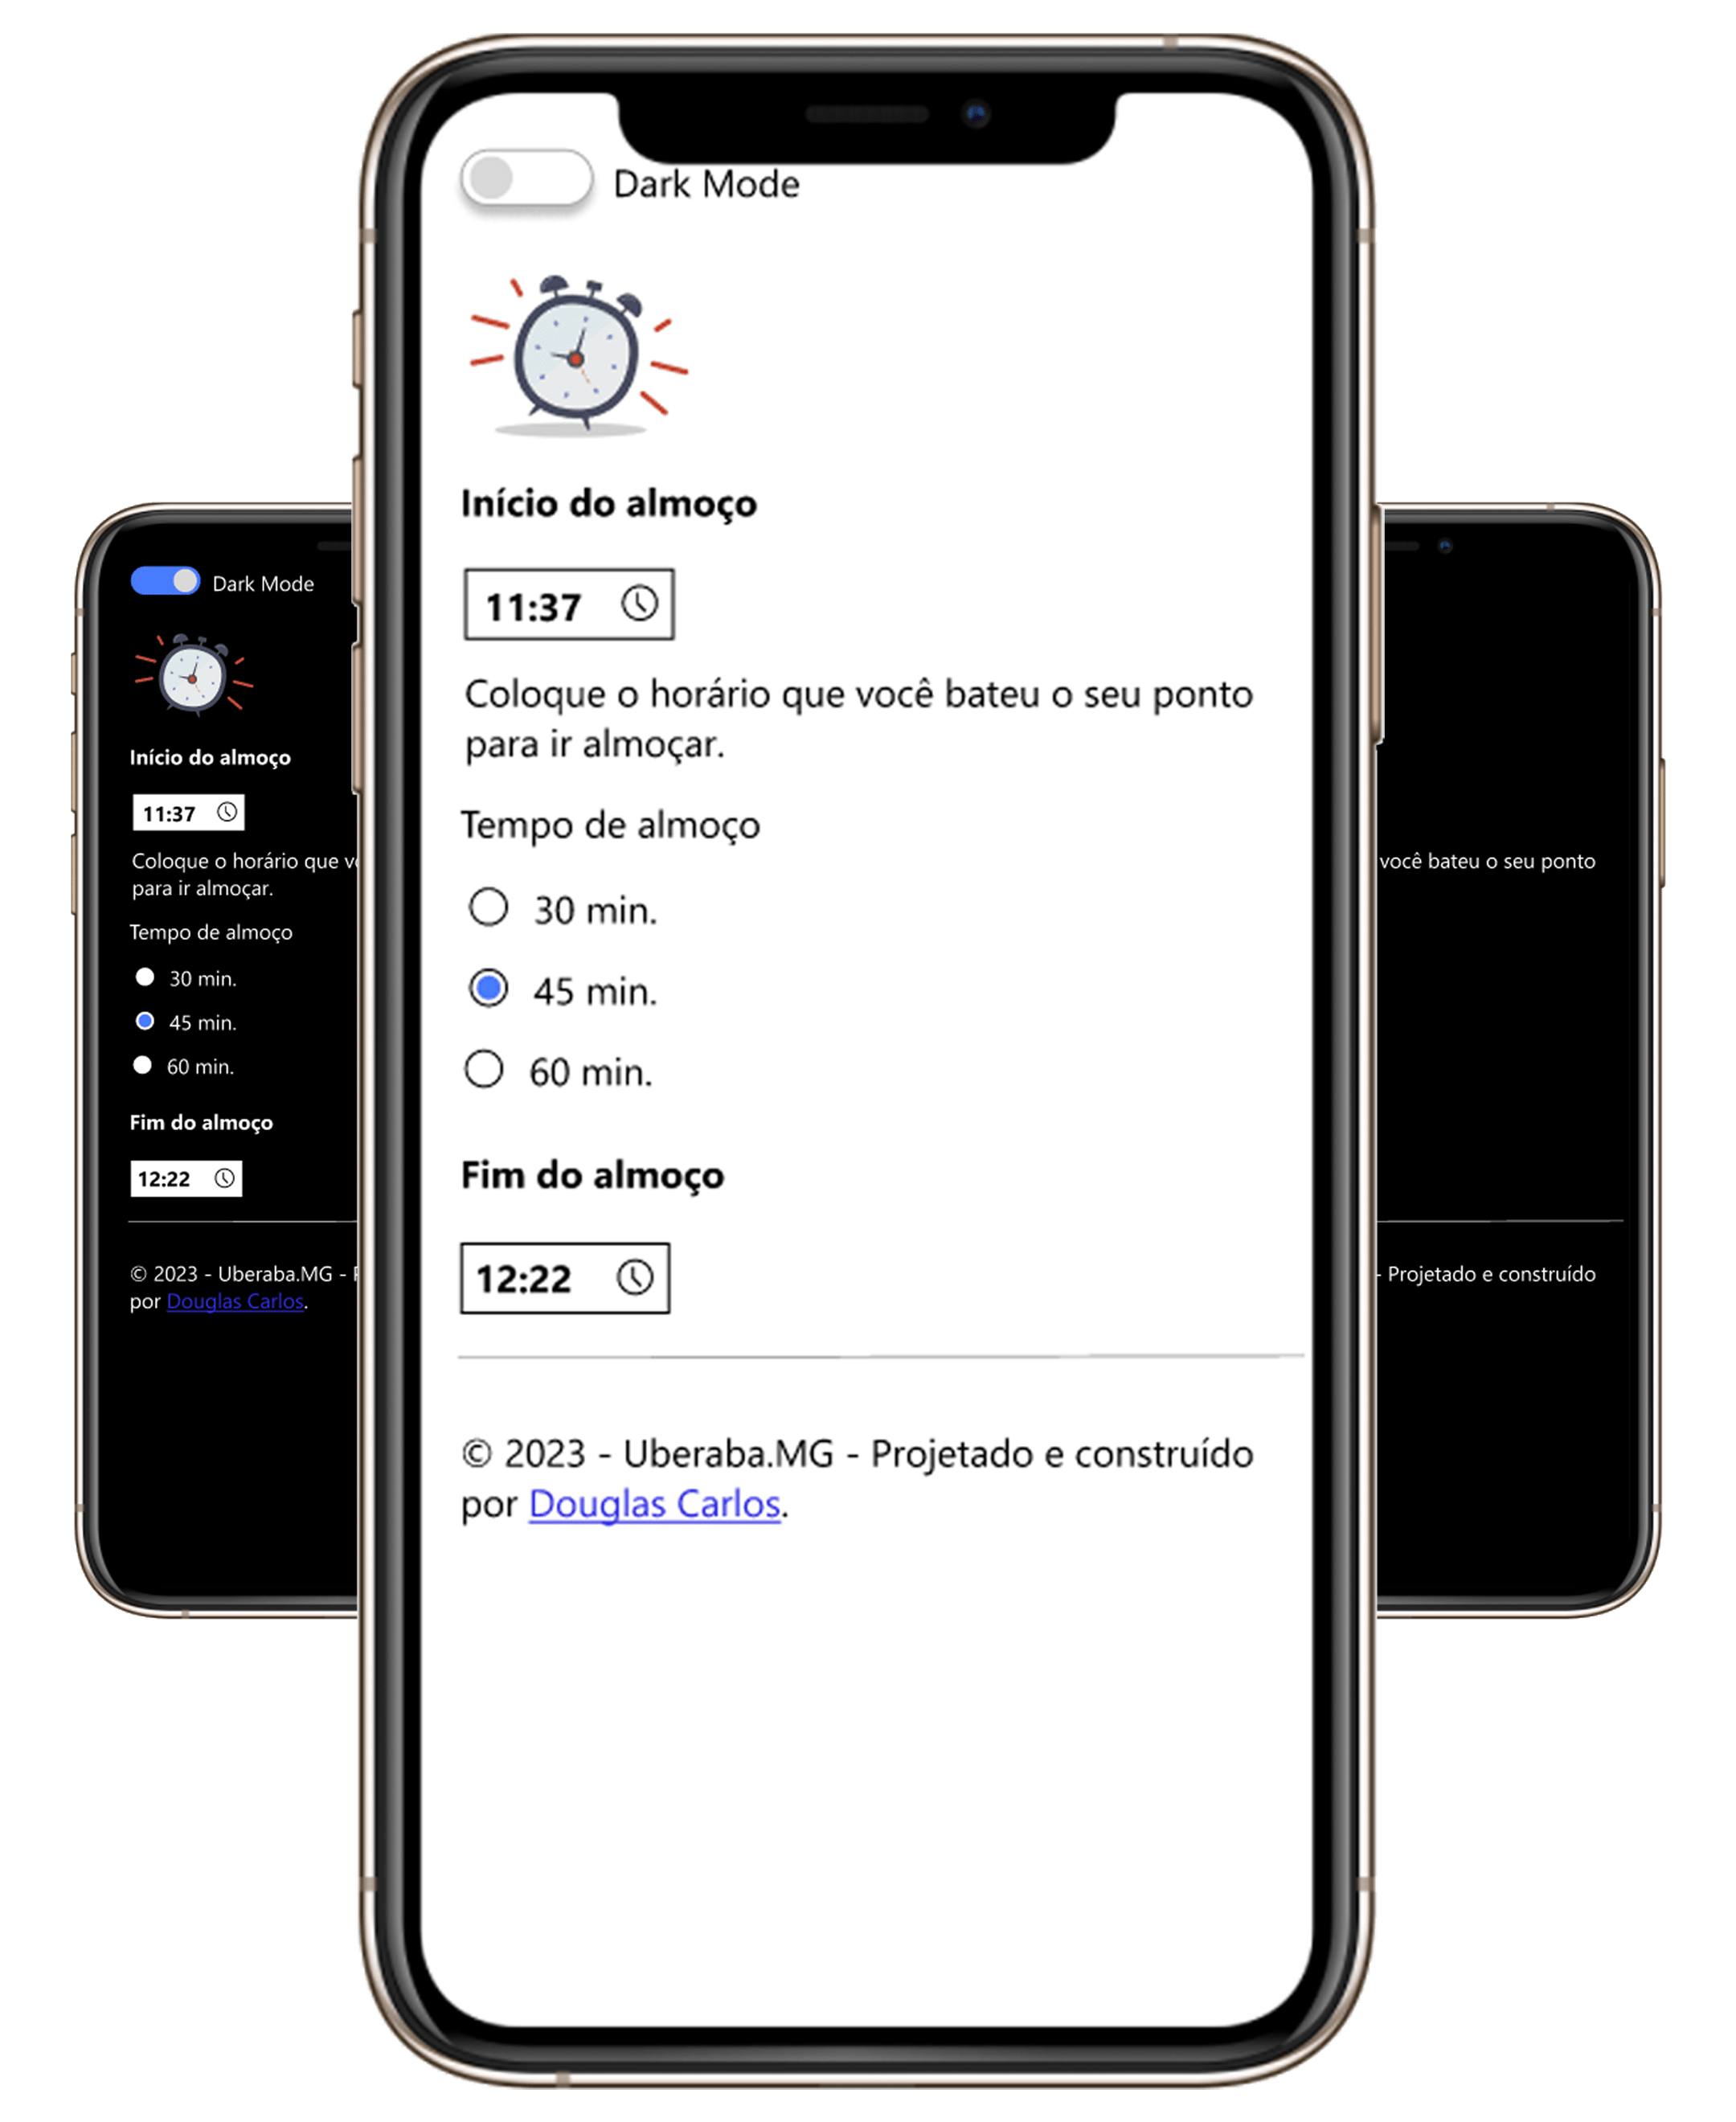 Dark Mode
Início do almoço
11:37
Coloque o horário que você bateu o seu ponto
para ir almoçar.
Tempo de almoço
30 min.
45 min.
60 min.
Fim do almoço
12:22
© 2023 - Uberaba.MG - Projetado e construído
por Douglas Carlos.
Dark Mode
Início do almoço
11:37
Coloque o horário que
para ir almoçar.
Tempo de almoço
30 min.
45 min.
60 min.
Fim do almoço
12:22
© 2023 - Uberaba.MG -
por Douglas Carlos.
você bateu o seu ponto
- Projetado e construído